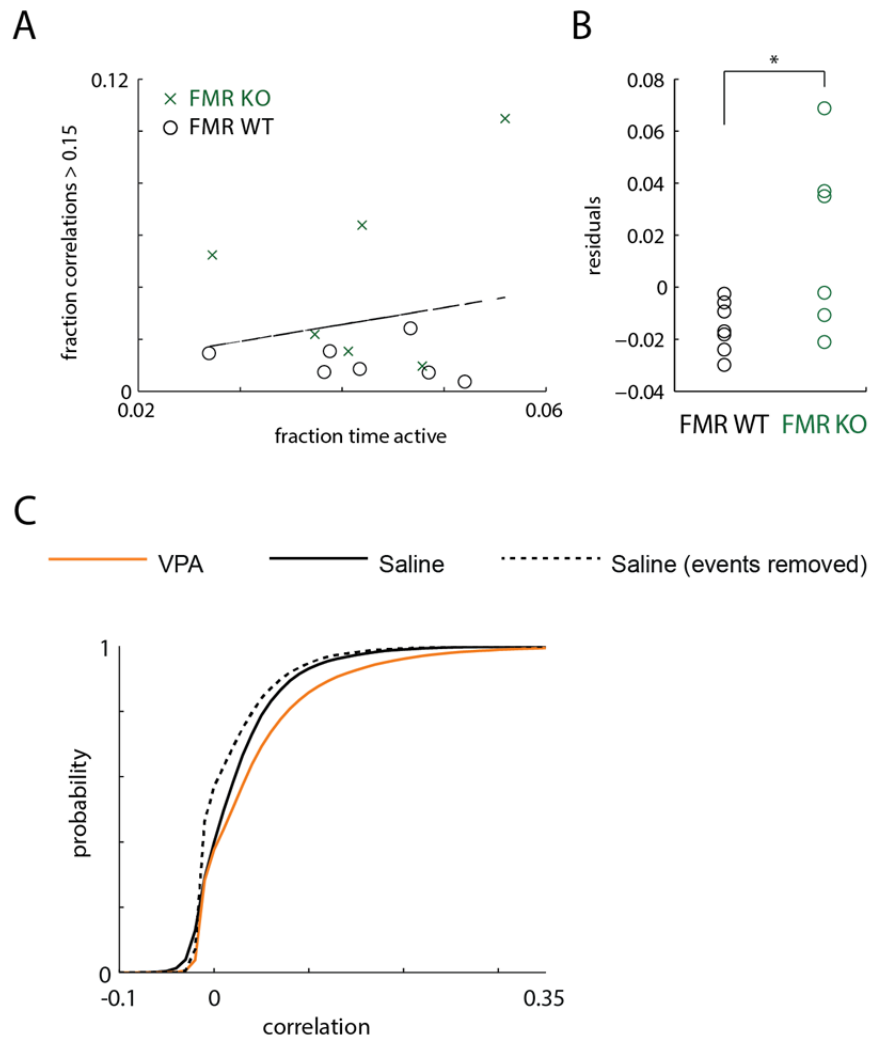 A
0.12
× FMR KO
○ FMR WT
fraction correlations > 0.15
0
0.02
0.06
fraction time active
B
*
0.08
0.06
0.04
0.02
0
−0.02
−0.04
residuals
FMR WT FMR KO
C
VPA Saline Saline (events removed)
1
probability
0
-0.1 0 0.35
correlation